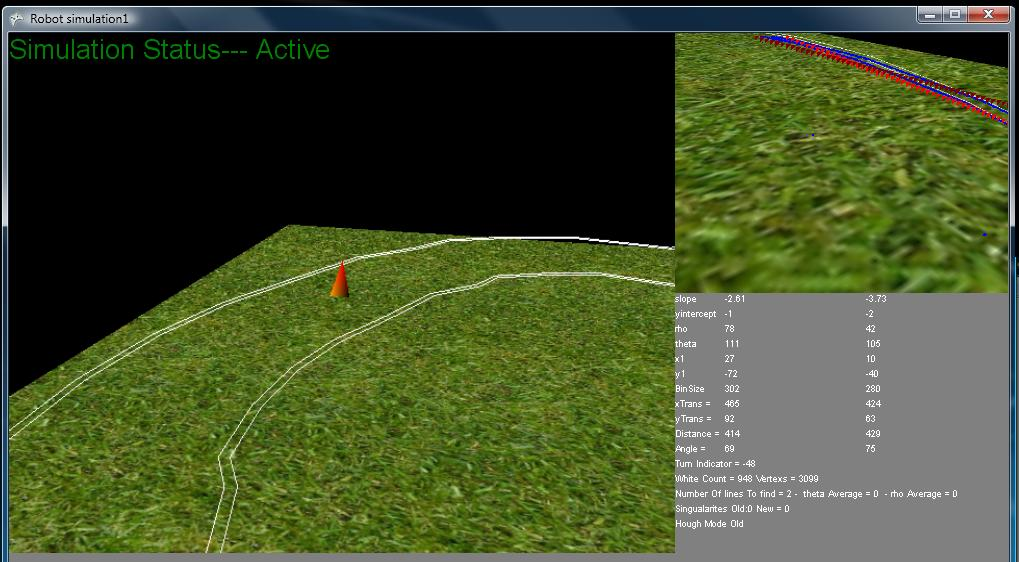 Robot simulation1
Simulation Status--- Active
slope -2.61 -3.73
yintercept -1 -2
rho 78 42
theta 111 105
x1 27 10
y1 -72 -40
BinSize 302 280
xTrans = 465 424
yTrans = 92 63
Distance = 414 429
Angle = 69 75
Turn Indicator = -48
White Count = 948 Vertexs = 3099
Number Of lines To find = 2 - theta Average = 0 - rho Average = 0
Singualarites Old:0 New = 0
Hough Mode Old